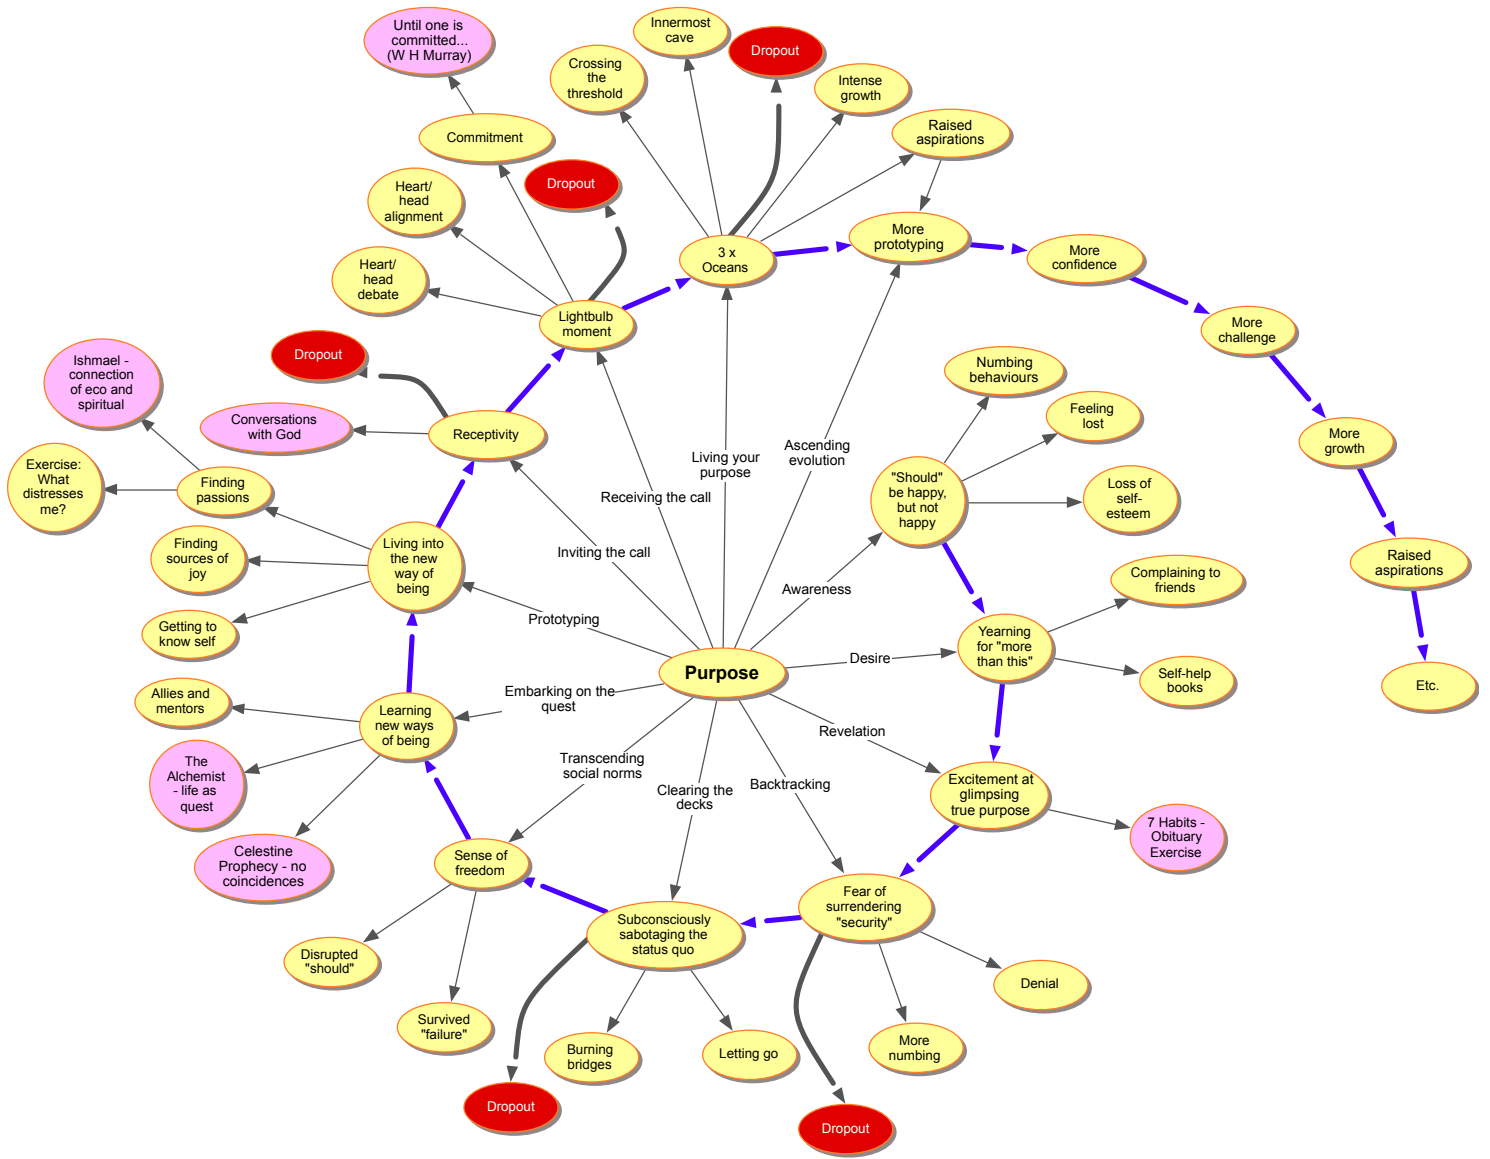 Until one is
committed...
(W H Murray)
Innermost
cave
Dropout
Crossing
the
threshold
Intense
growth
Commitment
Raised
aspirations
Dropout
Heart/
head
alignment
More
prototyping
3 x
Oceans
More
confidence
Heart/
head
debate
Lightbulb
moment
More
challenge
Dropout
Ishmael -
connection
of eco and
spiritual
Numbing
behaviours
Conversations
with God
Receptivity
Feeling
lost
More
growth
Living your
purpose
Ascending
evolution
Exercise:
What
distresses
me?
Finding
passions
Receiving the call
"Should"
be happy,
but not
happy
Loss of
self-
esteem
Finding
sources of
joy
Living into
the new
way of
being
Inviting the call
Raised
aspirations
Awareness
Complaining to
friends
Getting to
know self
Prototyping
Yearning
for "more
than this"
Purpose
Desire
Self-help
books
Etc.
Allies and
mentors
Embarking on the
quest
Learning
new ways
of being
Revelation
The
Alchemist
- life as
quest
Transcending
social norms
Clearing the
decks
Backtracking
Excitement at
glimpsing
true purpose
7 Habits -
Obituary
Exercise
Celestine
Prophecy - no
coincidences
Sense of
freedom
Fear of
surrendering
"security"
Subconsciously
sabotaging the
status quo
Disrupted
"should"
Denial
Survived
"failure"
Burning
bridges
Letting go
More
numbing
Dropout
Dropout